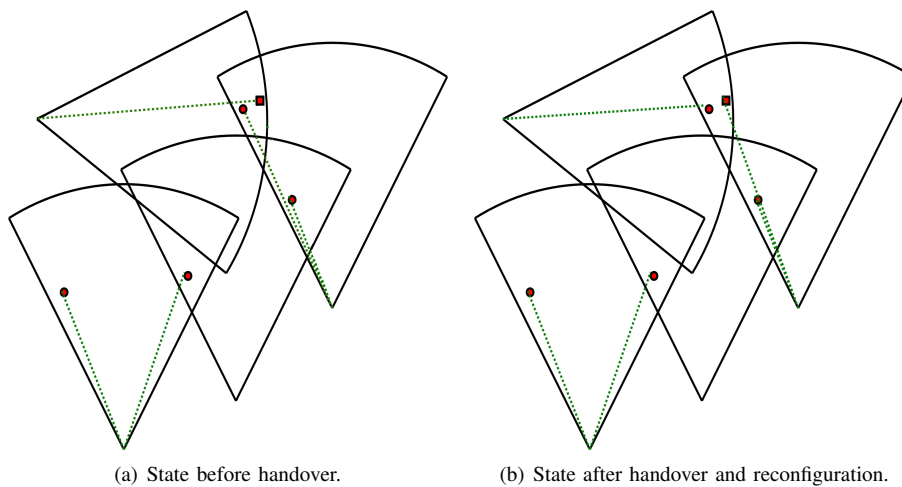 (a) State before handover.
(b) State after handover and reconfiguration.